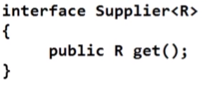 interface Supplier<R>
{
public R get();
}